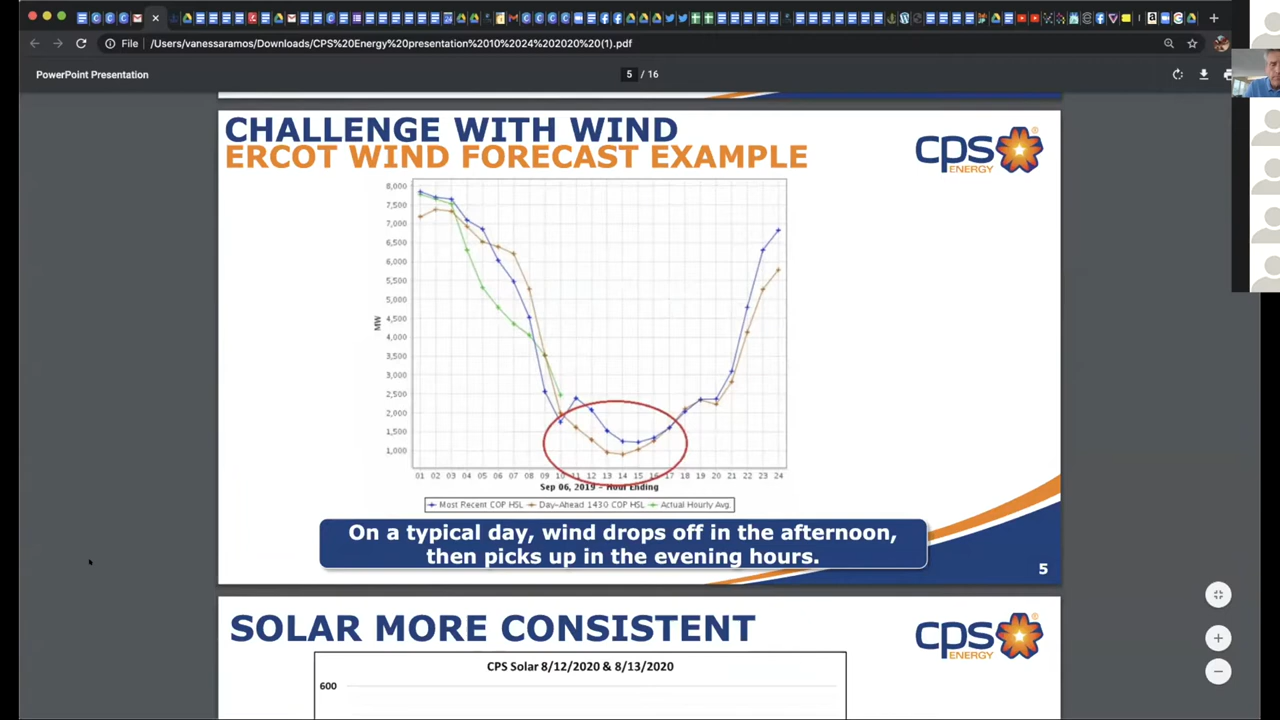 File | /Users/vanessaramos/Downloads/CPS%20Energy%20presentation%2010%2024%202020%20(1).pdf
PowerPoint Presentation
5 / 16
CHALLENGE WITH WIND
ERCOT WIND FORECAST EXAMPLE
cps
ENERGY
8,000
7,500
7,000
6,500
6,000
5,500
5,000
4,500
4,000
3,500
3,000
2,500
2,000
1,500
1,000
MW
01 02 03 04 05 06 07 08 09 10 11 12 13 14 15 16 17 18 19 20 21 22 23 24
Sep 06, 2019 - Hour Ending
Most Recent COP HSL Day-Ahead 1430 COP HSL Actual Hourly Avg.
On a typical day, wind drops off in the afternoon,
then picks up in the evening hours.
5
SOLAR MORE CONSISTENT
cps
ENERGY
CPS Solar 8/12/2020 & 8/13/2020
600